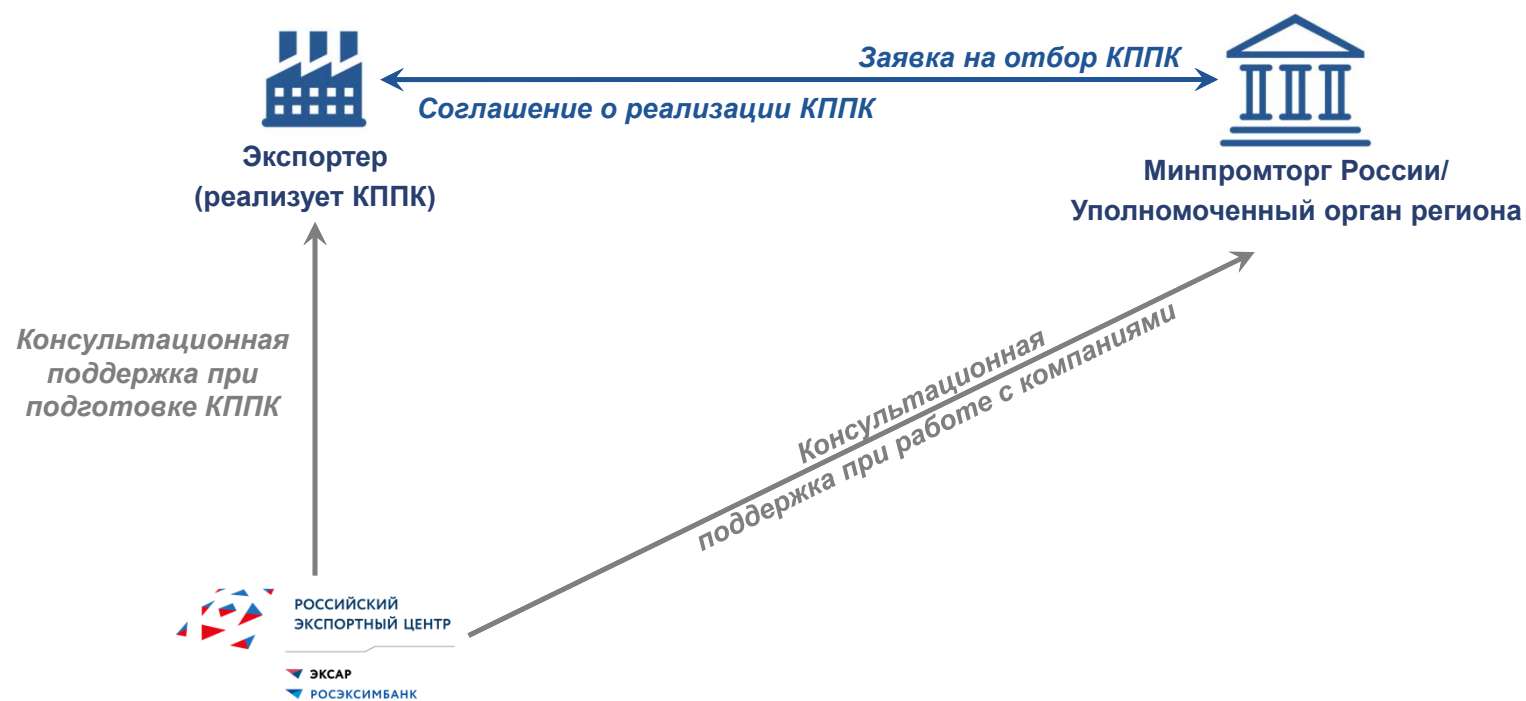 Заявка на отбор КППК
Соглашение о реализации КППК
Экспортер
(реализует КППК)
Минпромторг России/
Уполномоченный орган региона
Консультационная
поддержка при
подготовке КППК
Консультационная
поддержка при работе с компаниями
РОССИЙСКИЙ
ЭКСПОРТНЫЙ ЦЕНТР
ЭКСАР
РОСЭКСИМБАНК